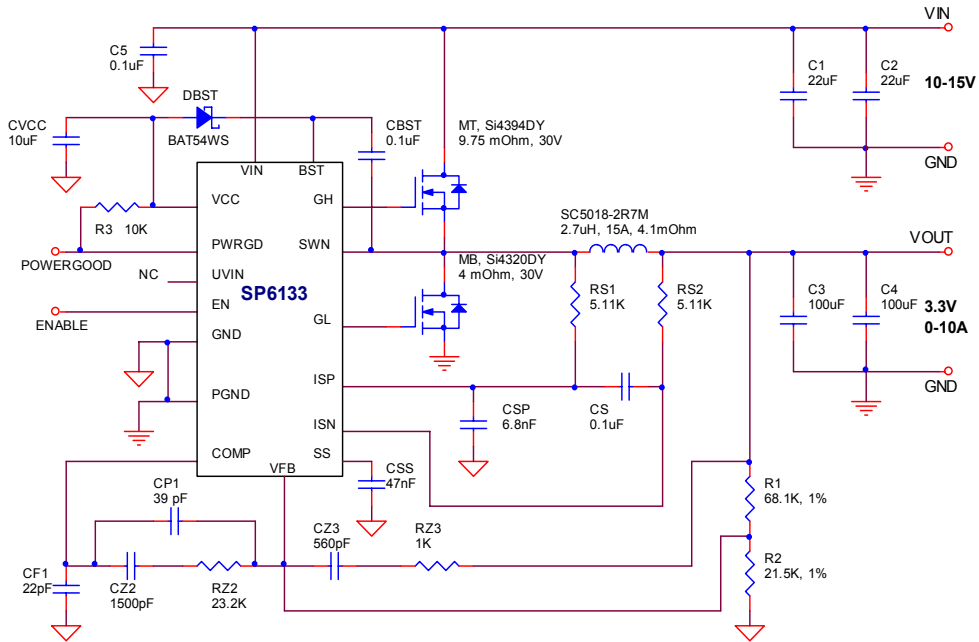 VIN
C5
0.1uF
C1
22uF
C2
22uF
10-15V
DBST
BAT54WS
CVCC
10uF
CBST
0.1uF
MT, Si4394DY
9.75 mOhm, 30V
GND
VIN
BST
VCC
GH
R3 10K
SC5018-2R7M
2.7uH, 15A, 4.1mOhm
PWRGD
SWN
VOUT
POWERGOOD
NC
UVIN
MB, Si4320DY
4 mOhm, 30V
SP6133
RS1
5.11K
RS2
5.11K
C3
100uF
C4
100uF
3.3V
0-10A
EN
ENABLE
GL
GND
ISP
GND
PGND
CSP
6.8nF
CS
0.1uF
ISN
COMP
VFB
SS
CSS
47nF
CP1
39 pF
R1
68.1K, 1%
CZ3
560pF
RZ3
1K
R2
21.5K, 1%
CF1
22pF
CZ2
1500pF
RZ2
23.2K